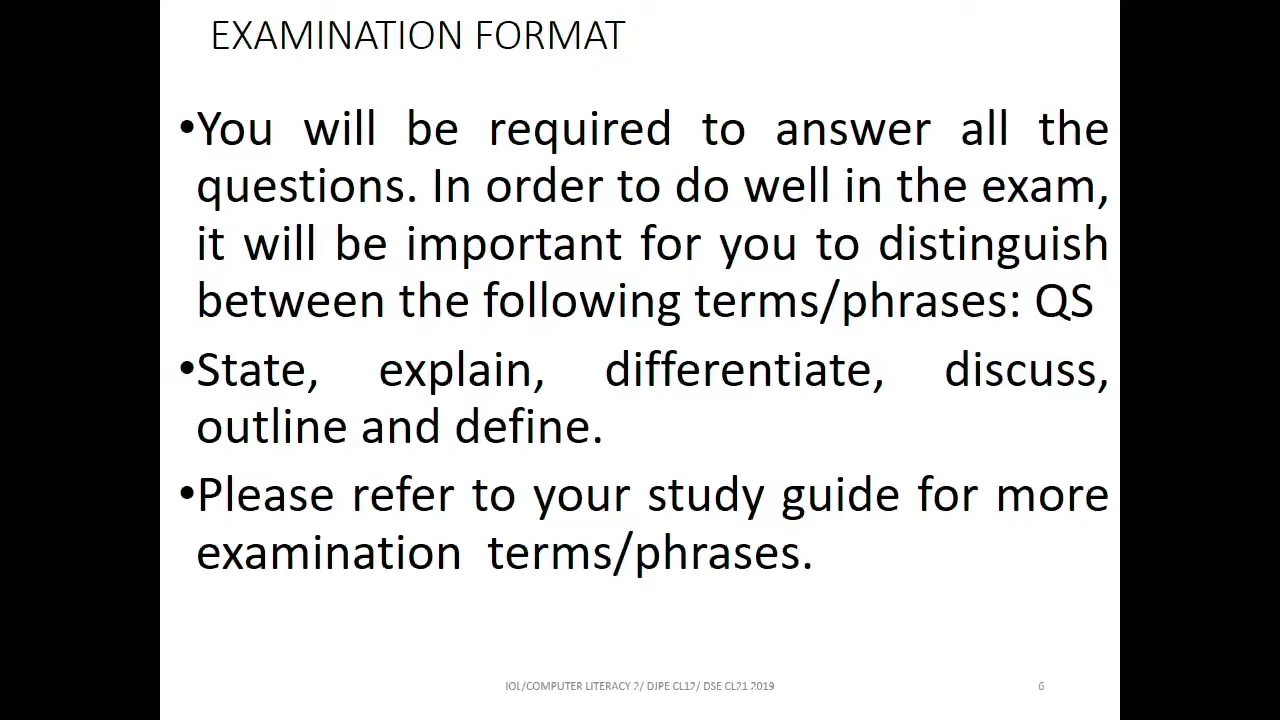 EXAMINATION FORMAT
•You will be required to answer all the
questions. In order to do well in the exam,
it will be important for you to distinguish
between the following terms/phrases: QS
•State, explain, differentiate, discuss,
outline and define.
•Please refer to your study guide for more
examination terms/phrases.
IOL/COMPUTER LITERACY 2/ DJPE CL12/ DSE CL21 2019
6